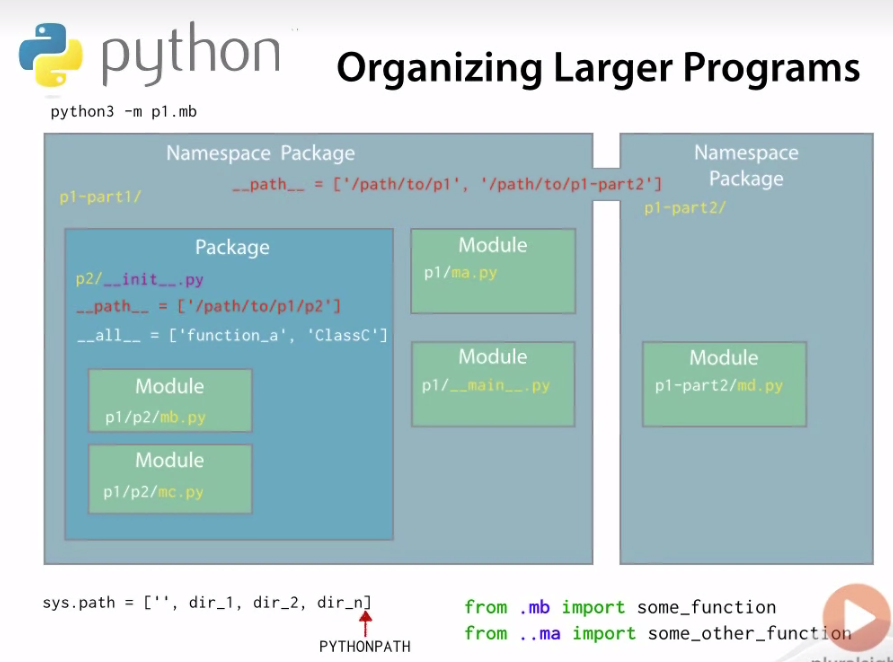 python
Organizing Larger Programs
python3 -m p1.mb
Namespace Package
__path__ = ['/path/to/p1', '/path/to/p1-part2']
p1-part1/
Package
p2/__init__.py
__path__ = ['/path/to/p1/p2']
__all__ = ['function_a', 'ClassC']
Module
p1/p2/mb.py
Module
p1/p2/mc.py
Module
p1/ma.py
Module
p1/__main__.py
Namespace
Package
p1-part2/
Module
p1-part2/md.py
sys.path = ['', dir_1, dir_2, dir_n]
PYTHONPATH
from .mb import some_function
from ..ma import some_other_function